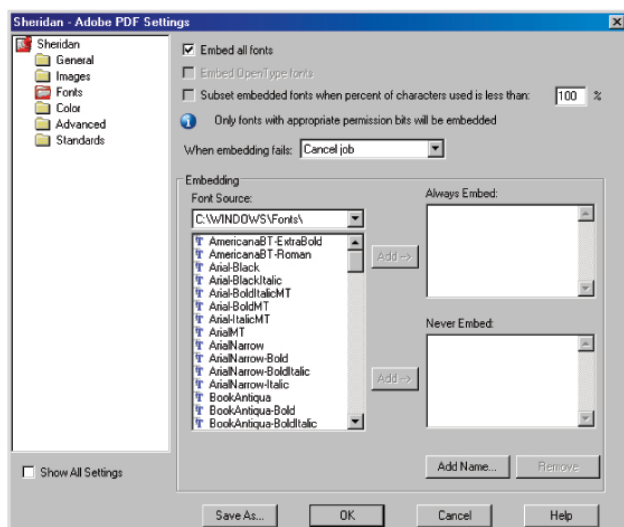 Sheridan - Adobe PDF Settings
Sheridan
General
Images
Fonts
Color
Advanced
Standards
Show All Settings
Embed all fonts
Embed OpenType fonts
Subset embedded fonts when percent of characters used is less than: 100 %
Only fonts with appropriate permission bits will be embedded
When embedding fails: Cancel job
Embedding
Font Source:
C:\WINDOWS\Fonts\
AmericanaBT-ExtraBold
AmericanaBT-Roman
Arial-Black
Arial-BlackItalic
Arial-BoldItalicMT
Arial-BoldMT
Arial-ItalicMT
ArialMT
ArialNarrow
ArialNarrow-Bold
ArialNarrow-BoldItalic
ArialNarrow-Italic
BookAntiqua
BookAntiqua-Bold
BookAntiqua-BoldItalic
Add -->
Add -->
Always Embed:
Never Embed:
Add Name... Remove
Save As... OK Cancel Help